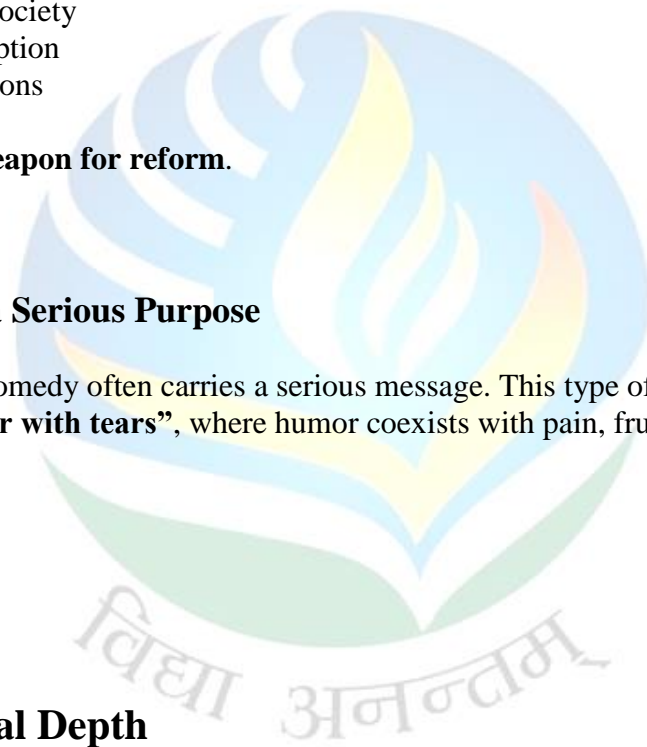 ociety
ption
ons
eapon for reform.
Serious Purpose
omedy often carries a serious message. This type of
r with tears”, where humor coexists with pain, fru
विद्या अनन्तम्
al Depth